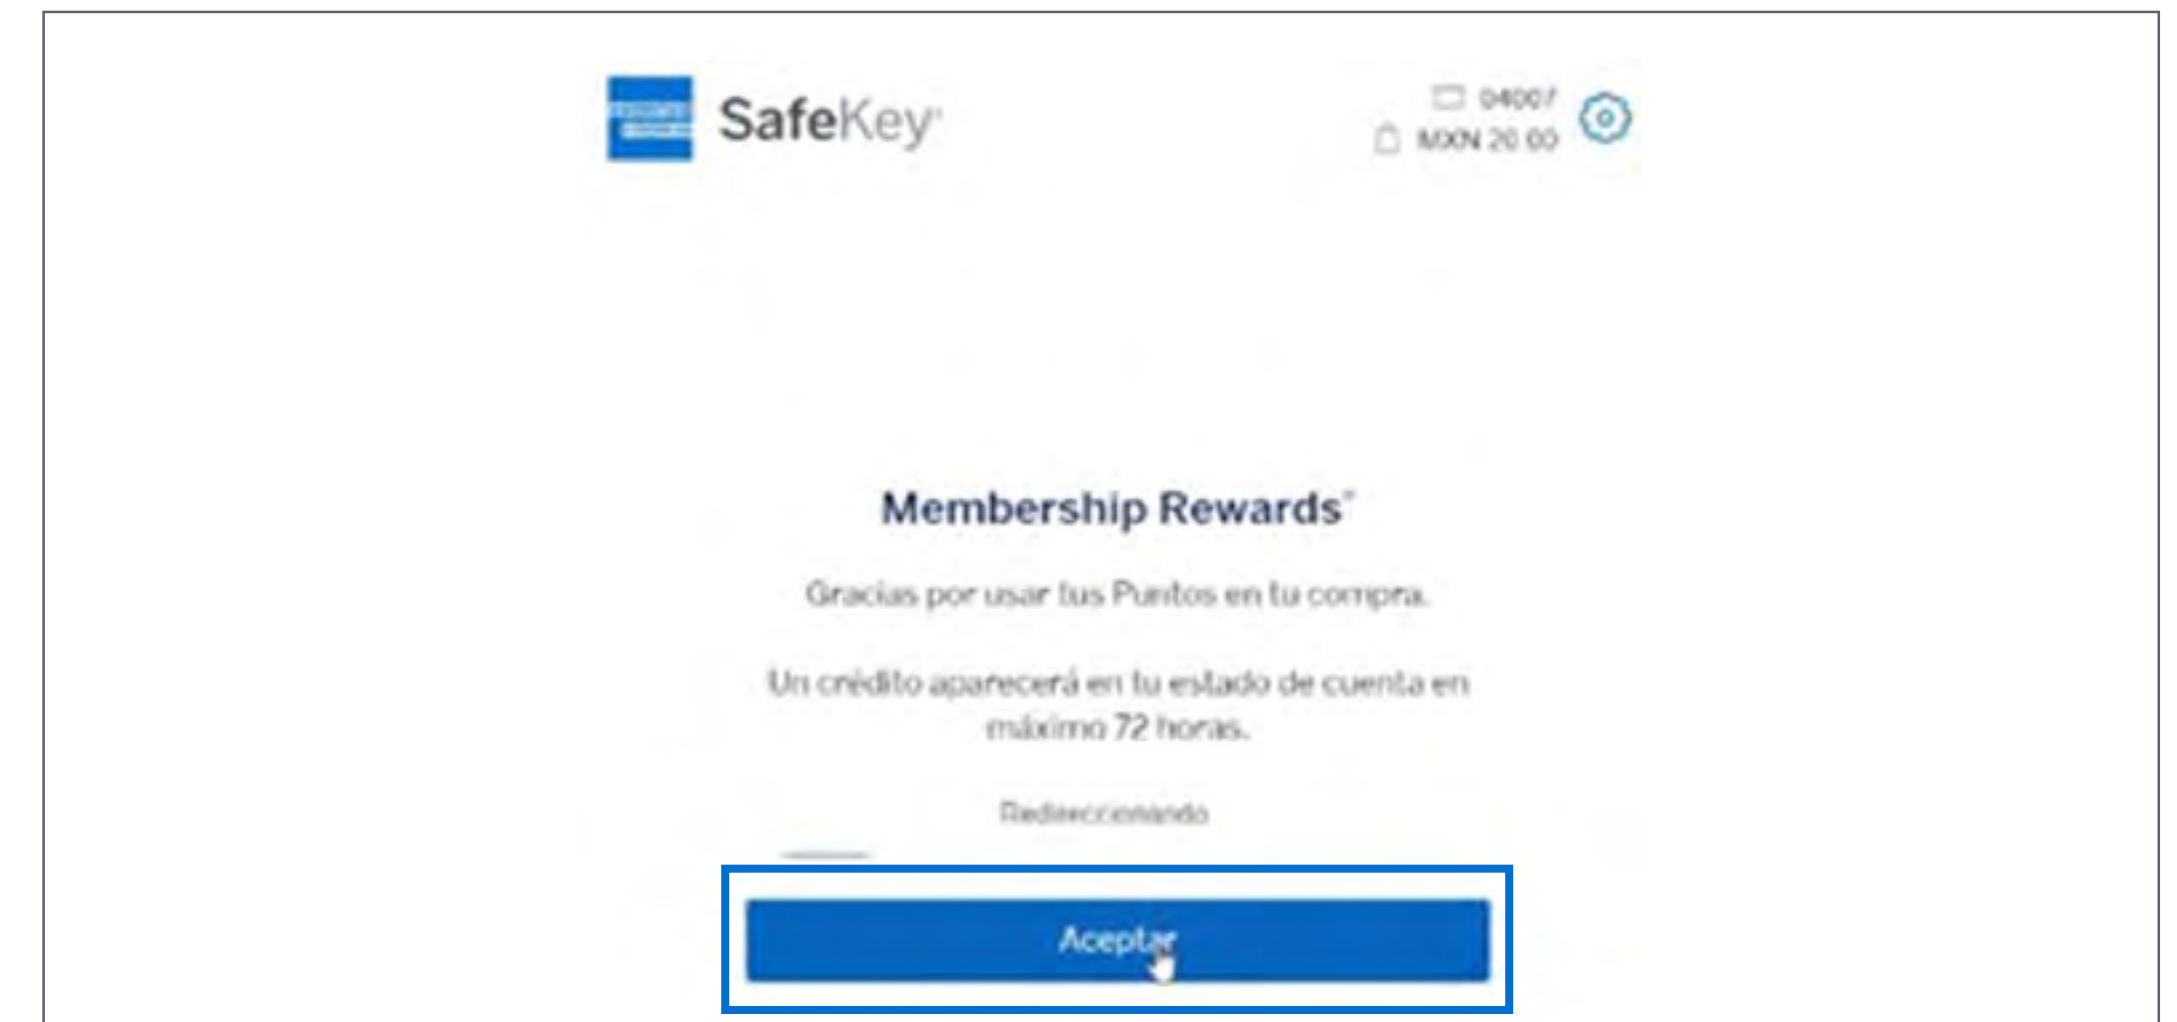 SafeKey
04007
MXN 20.00
Membership Rewards
Gracias por usar tus Puntos en tu compra.
Un crédito aparecerá en tu estado de cuenta en
máximo 72 horas.
Redireccionando
Aceptar